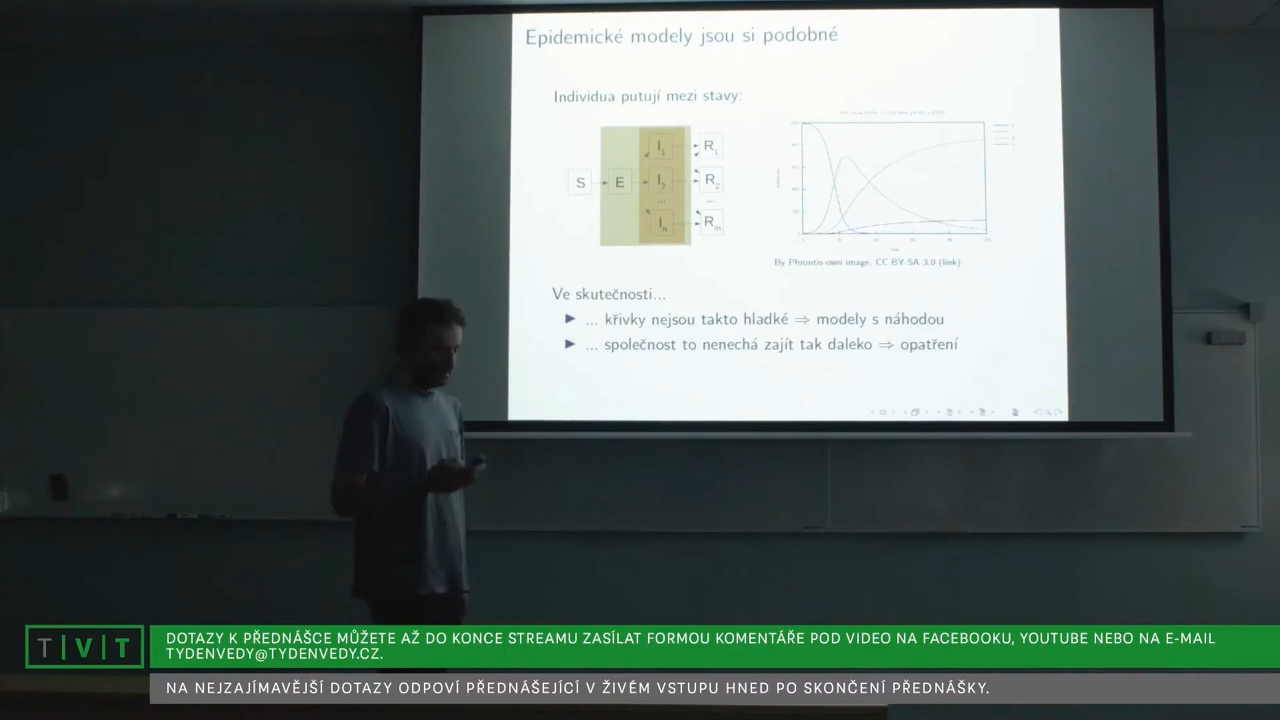 Epidemické modely jsou si podobné
Individua putují mezi stavy:
S E I1 R1
I2 R2
... ...
In Rm
By Phrontis-own image, CC BY-SA 3.0 (link)
Ve skutečnosti...
... křivky nejsou takto hladké ⇒ modely s náhodou
... společnost to nenechá zajít tak daleko ⇒ opatření
T|V|T
DOTAZY K PŘEDNÁŠCE MŮŽETE AŽ DO KONCE STREAMU ZASÍLAT FORMOU KOMENTÁŘE POD VIDEO NA FACEBOOKU, YOUTUBE NEBO NA E-MAIL
TYDENVEDY@TYDENVEDY.CZ.
NA NEJZAJÍMAVĚJŠÍ DOTAZY ODPOVÍ PŘEDNÁŠEJÍCÍ V ŽIVÉM VSTUPU HNED PO SKONČENÍ PŘEDNÁŠKY.